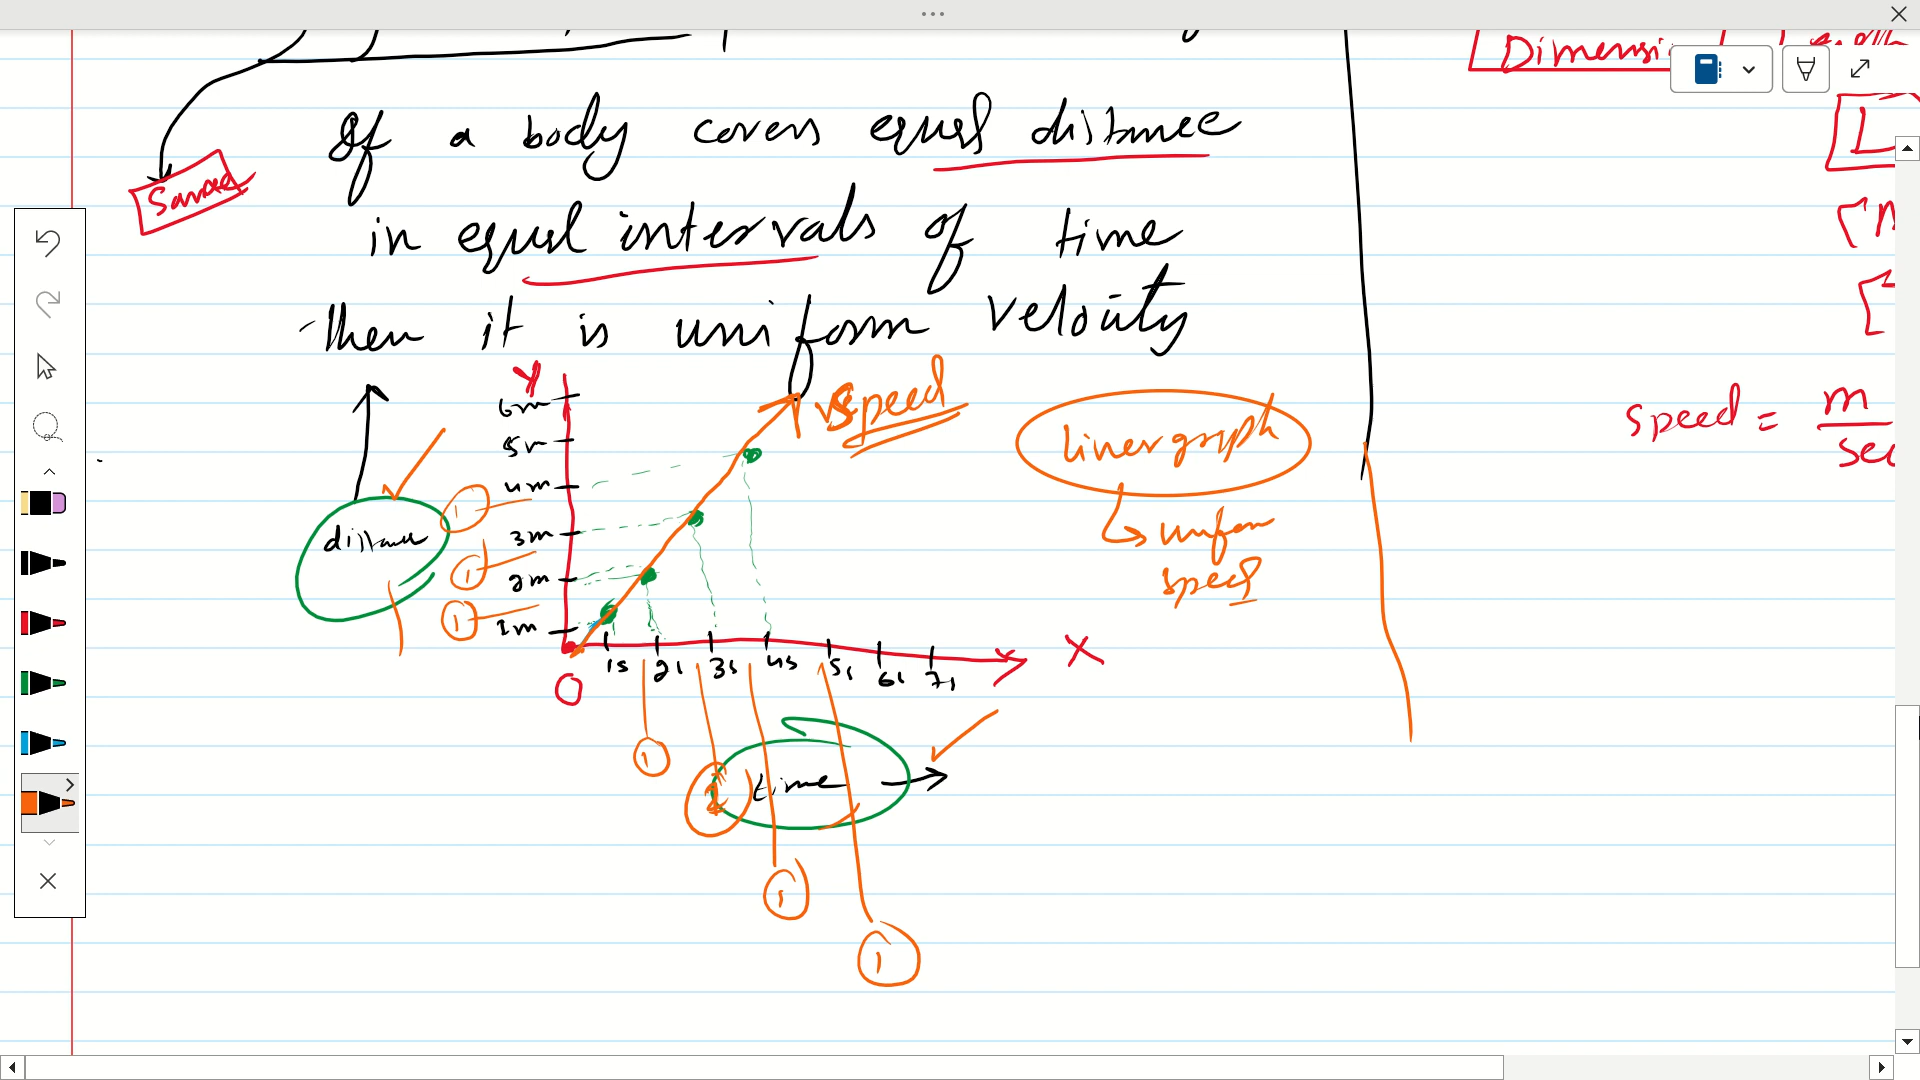 If a body covers equal distance
in equal intervals of time
Then it is uniform velocity
Y
6m
5m
4m
3m
2m
1m
distance
1
1
1
speed
Liner graph
uniform
speed
O
1s 2s 3s 4s 5s 6s 7s
X
time
1
1
1
speed = m
sec
Dimensi
L